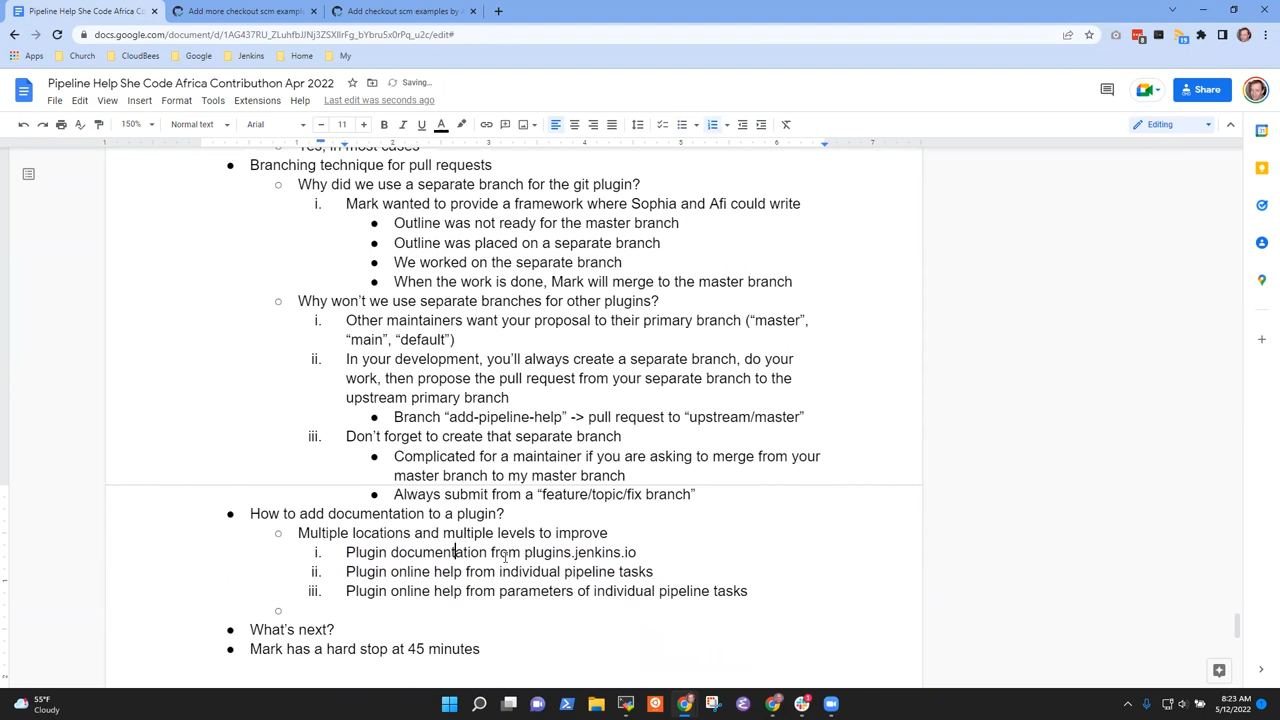 Pipeline Help She Code Africa Co
Add more checkout scm exampl
Add checkout scm examples by A
docs.google.com/document/d/1AG437RU_ZLuhfbJJNj3ZSXIIrFg_bYbru5x0rPq_u2c/edit#
Apps
Church
CloudBees
Google
Jenkins
Home
My
Pipeline Help She Code Africa Contributhon Apr 2022
Saving...
File Edit View Insert Format Tools Extensions Help Last edit was seconds ago
Share
150% Normal text Arial 11 Editing
1 1 2 3 4 5 6 7
Yes, in most cases
● Branching technique for pull requests
○ Why did we use a separate branch for the git plugin?
i. Mark wanted to provide a framework where Sophia and Afi could write
● Outline was not ready for the master branch
● Outline was placed on a separate branch
● We worked on the separate branch
● When the work is done, Mark will merge to the master branch
○ Why won't we use separate branches for other plugins?
i. Other maintainers want your proposal to their primary branch (“master”,
“main”, “default”)
ii. In your development, you'll always create a separate branch, do your
work, then propose the pull request from your separate branch to the
upstream primary branch
● Branch “add-pipeline-help” -> pull request to “upstream/master”
iii. Don't forget to create that separate branch
● Complicated for a maintainer if you are asking to merge from your
master branch to my master branch
● Always submit from a “feature/topic/fix branch”
● How to add documentation to a plugin?
○ Multiple locations and multiple levels to improve
i. Plugin documentation from plugins.jenkins.io
ii. Plugin online help from individual pipeline tasks
iii. Plugin online help from parameters of individual pipeline tasks
○
● What's next?
● Mark has a hard stop at 45 minutes
55°F
Cloudy
8:23 AM
5/12/2022